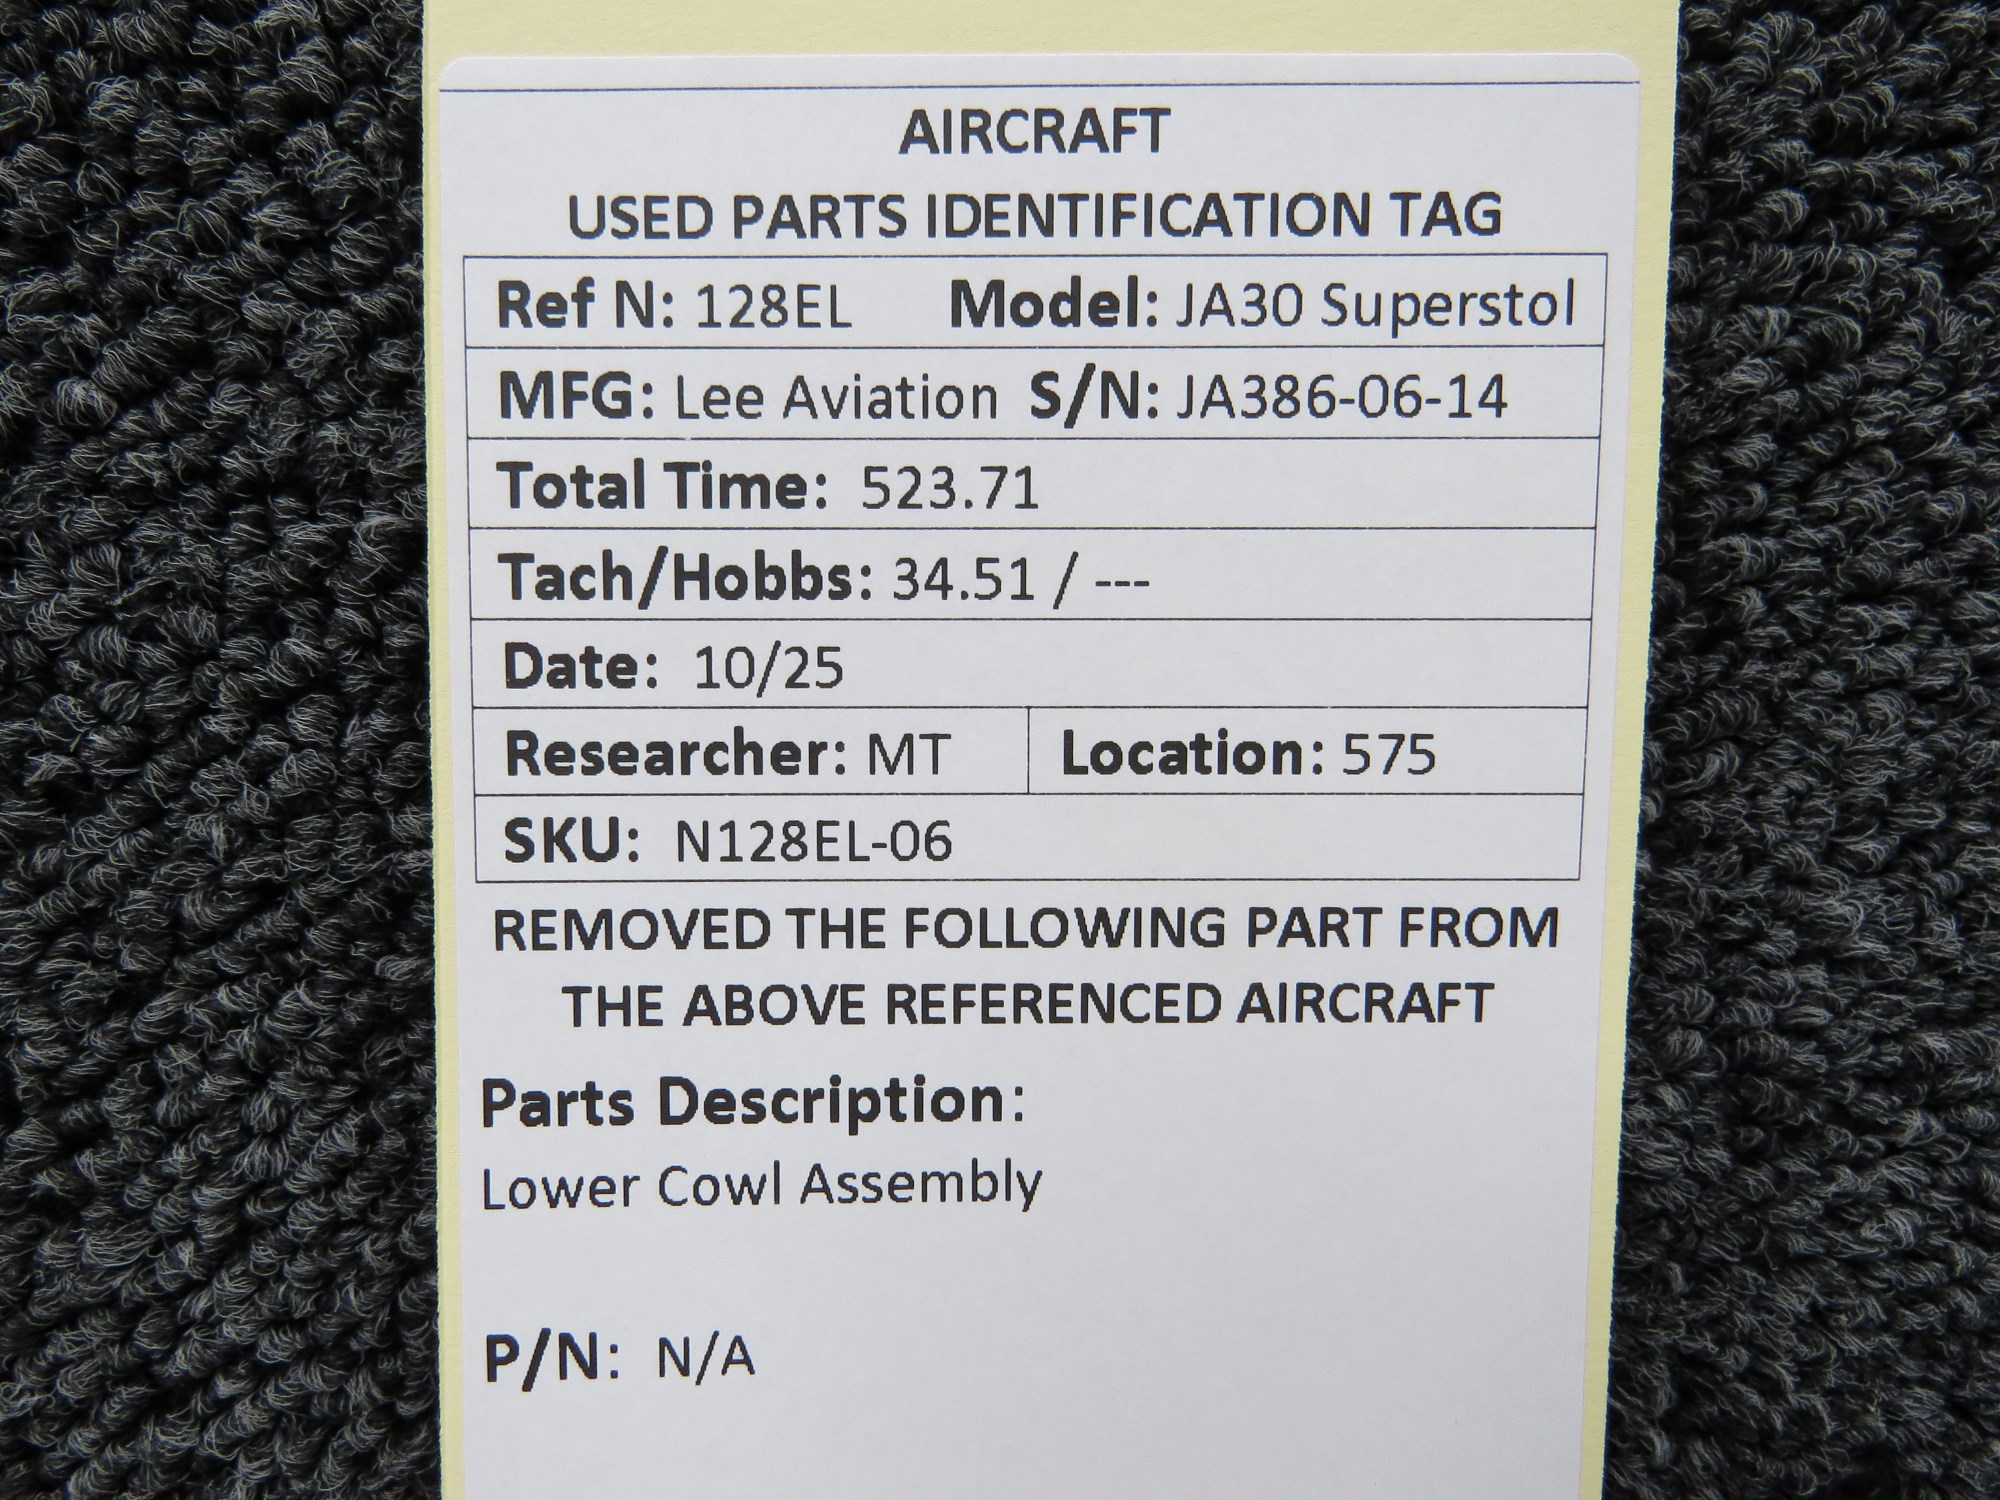 AIRCRAFT
USED PARTS IDENTIFICATION TAG
Ref N: 128EL Model: JA30 Superstol
MFG: Lee Aviation S/N: JA386-06-14
Total Time: 523.71
Tach/Hobbs: 34.51 / ---
Date: 10/25
Researcher: MT Location: 575
SKU: N128EL-06
REMOVED THE FOLLOWING PART FROM
THE ABOVE REFERENCED AIRCRAFT
Parts Description:
Lower Cowl Assembly
P/N: N/A